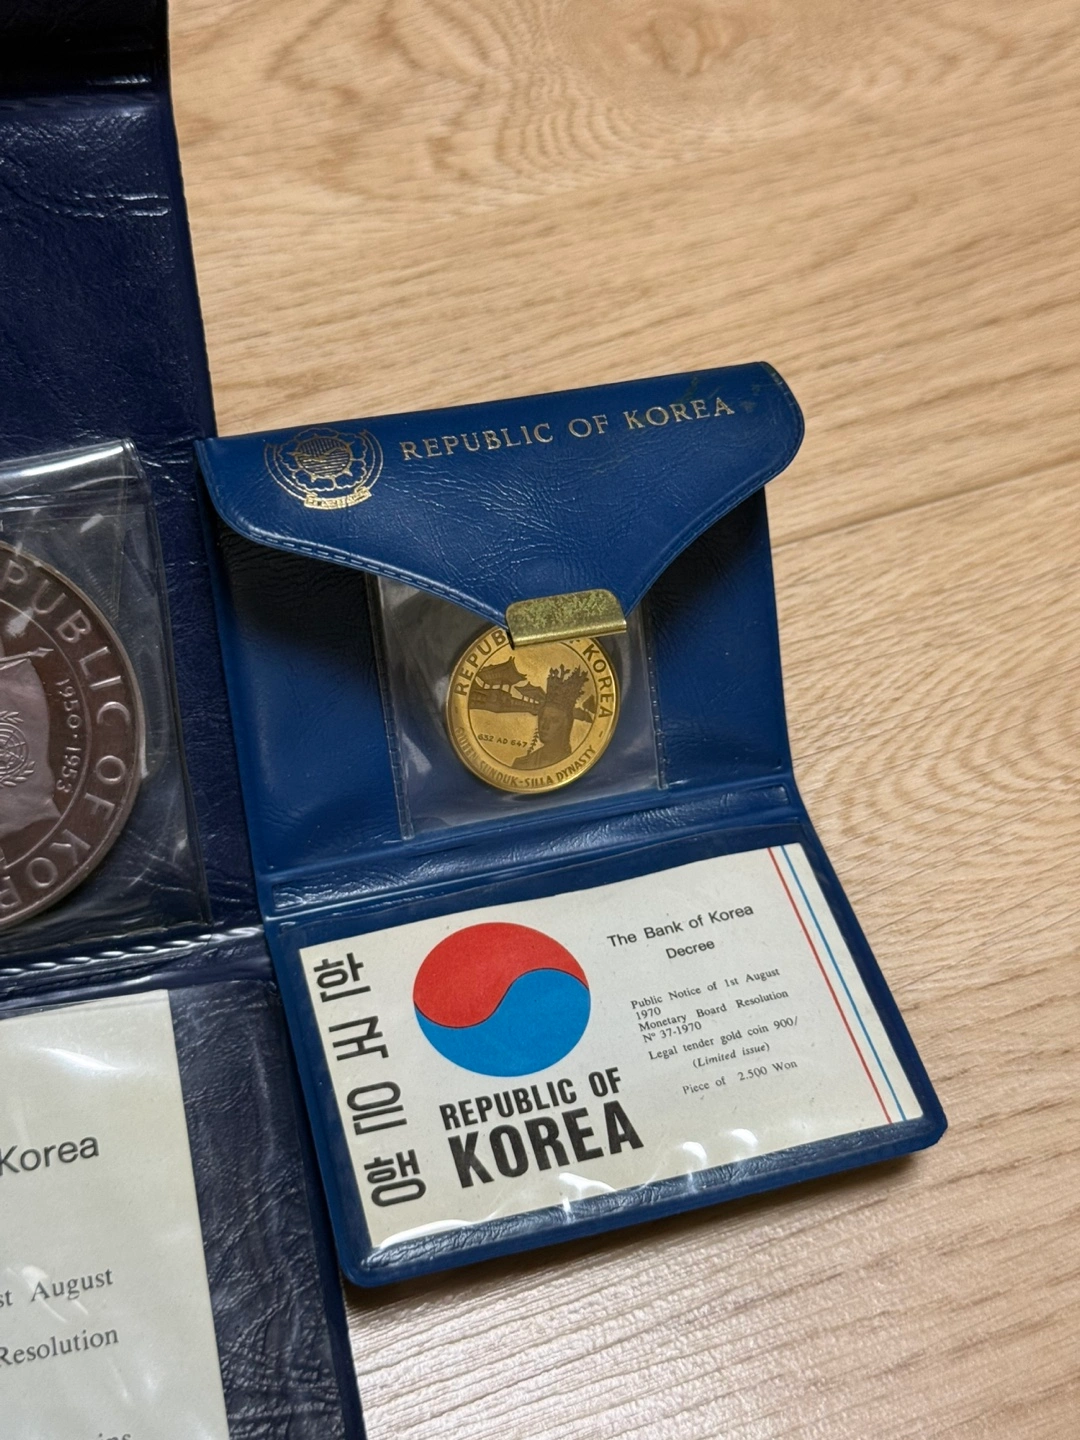 REPUBLIC OF KOREA
REPUB
KOREA
632 AD 647
SUNDUK-SILLA DYNASTY
한국은행
REPUBLIC OF
KOREA
The Bank of Korea
Decree
Public Notice of 1st August
1970
Monetary Board Resolution
Nº 37-1970
Legal tender gold coin 900/
(Limited issue)
Piece of 2.500 Won
PUBLIC OF KO
1950·1953
Korea
st August
Resolution